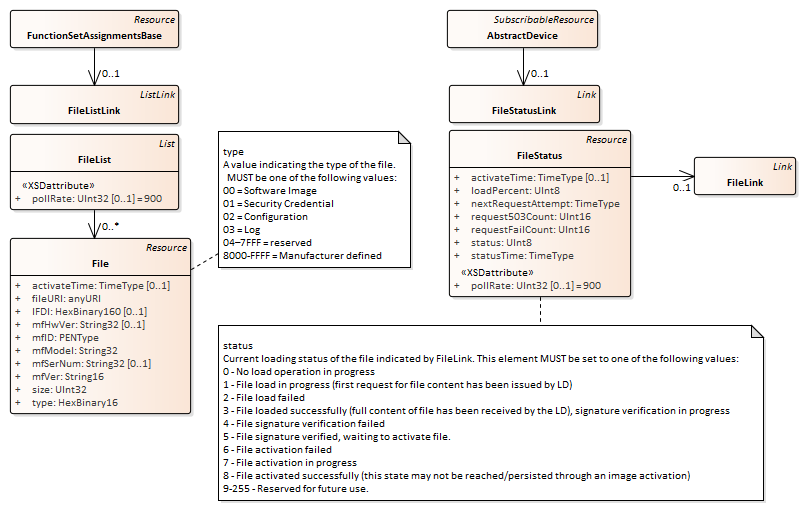 Resource
FunctionSetAssignmentsBase
0..1
ListLink
FileListLink
List
FileList
«XSDattribute»
+ pollRate: UInt32 [0..1] = 900
0..*
Resource
File
+ activateTime: TimeType [0..1]
+ fileURI: anyURI
+ lFDI: HexBinary160 [0..1]
+ mfHwVer: String32 [0..1]
+ mfID: PENType
+ mfModel: String32
+ mfSerNum: String32 [0..1]
+ mfVer: String16
+ size: UInt32
+ type: HexBinary16
type
A value indicating the type of the file.
MUST be one of the following values:
00 = Software Image
01 = Security Credential
02 = Configuration
03 = Log
04–7FFF = reserved
8000-FFFF = Manufacturer defined
SubscribableResource
AbstractDevice
0..1
Link
FileStatusLink
Resource
FileStatus
+ activateTime: TimeType [0..1]
+ loadPercent: UInt8
+ nextRequestAttempt: TimeType
+ request503Count: UInt16
+ requestFailCount: UInt16
+ status: UInt8
+ statusTime: TimeType
«XSDattribute»
+ pollRate: UInt32 [0..1] = 900
0..1
Link
FileLink
status
Current loading status of the file indicated by FileLink. This element MUST be set to one of the following values:
0 - No load operation in progress
1 - File load in progress (first request for file content has been issued by LD)
2 - File load failed
3 - File loaded successfully (full content of file has been received by the LD), signature verification in progress
4 - File signature verification failed
5 - File signature verified, waiting to activate file.
6 - File activation failed
7 - File activation in progress
8 - File activated successfully (this state may not be reached/persisted through an image activation)
9-255 - Reserved for future use.